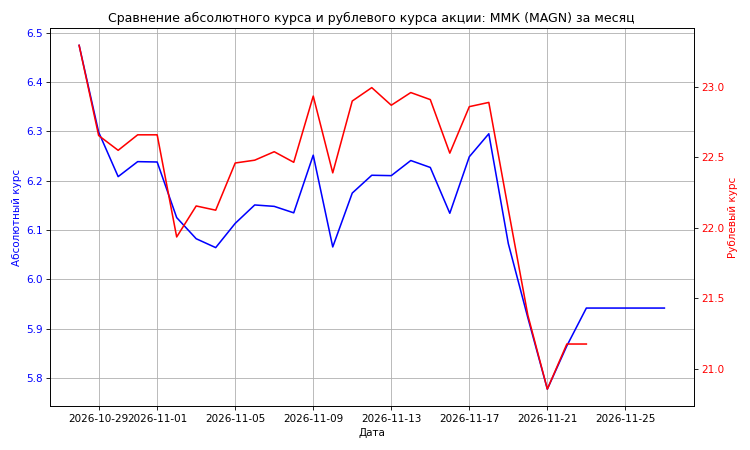 Сравнение абсолютного курса и рублевого курса акции: ММК (MAGN) за месяц
6.5
6.4
6.3
6.2
6.1
6.0
5.9
5.8
Абсолютный курс
23.0
22.5
22.0
21.5
21.0
Рублевый курс
2026-10-29 2026-11-01 2026-11-05 2026-11-09 2026-11-13 2026-11-17 2026-11-21 2026-11-25
Дата